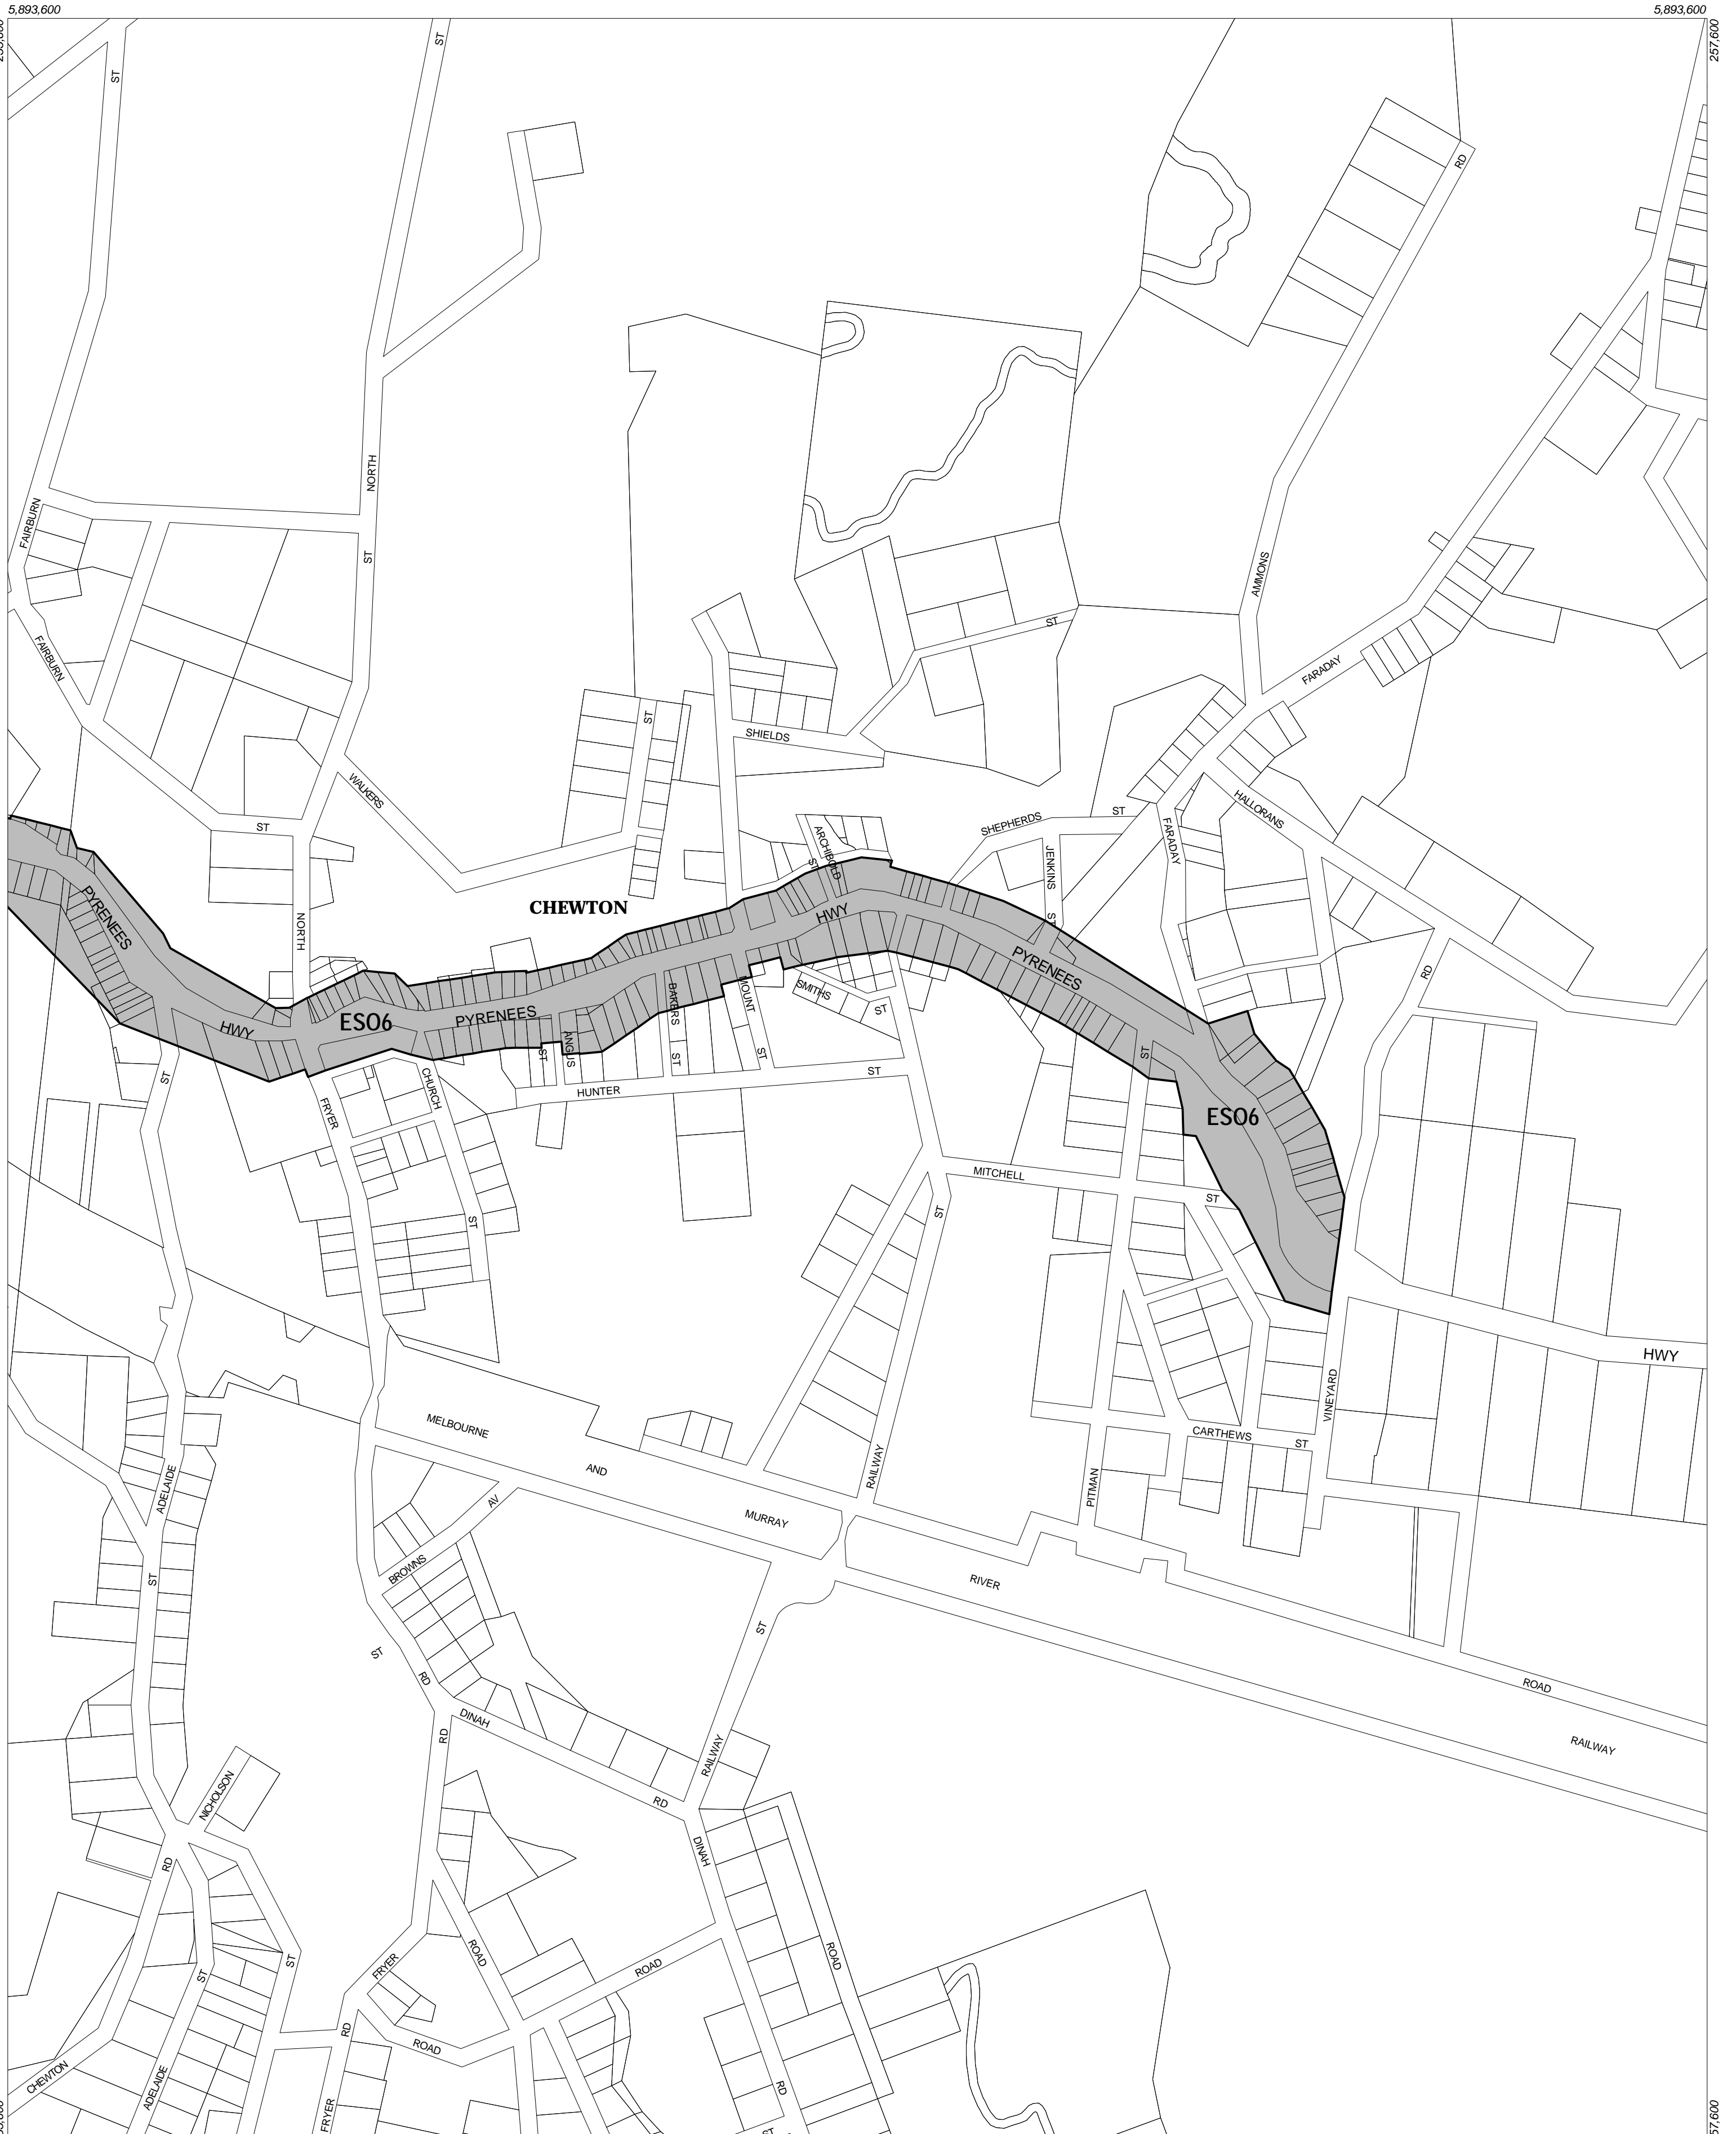 5,893,600
5,893,600
257,600
ST
ST
RD
FAIRBURN
NORTH
ST
AMMONS
FAIRBURN
ST
FARADAY
ST
SHIELDS
WALKERS
ST
HALLORANS
SHEPHERDS
ST
FARADAY
ARCHIBOLD
ST
JENKINS
ST
CHEWTON
HWY
PYRENEES
NORTH
PYRENEES
RD
ESO6
PYRENEES
HWY
BAKERS
ST
MOUNT
ST
SMITHS
ST
ANGUS
ST
ST
ST
FRYER
CHURCH
ST
HUNTER
ST
ESO6
MITCHELL
ST
ST
HWY
VINEYARD
CARTHEWS
ST
MELBOURNE
AND
MURRAY
RIVER
ROAD
RAILWAY
RAILWAY
PITMAN
ADELAIDE
ST
AV
BROWNS
ST
RD
ST
RD
DINAH
RD
RAILWAY
DINAH
NICHOLSON
RD
ST
ST
FRYER
ROAD
ROAD
ROAD
RD
ROAD
CHEWTON
ADELAIDE
FRYER
RD
ST
57,600